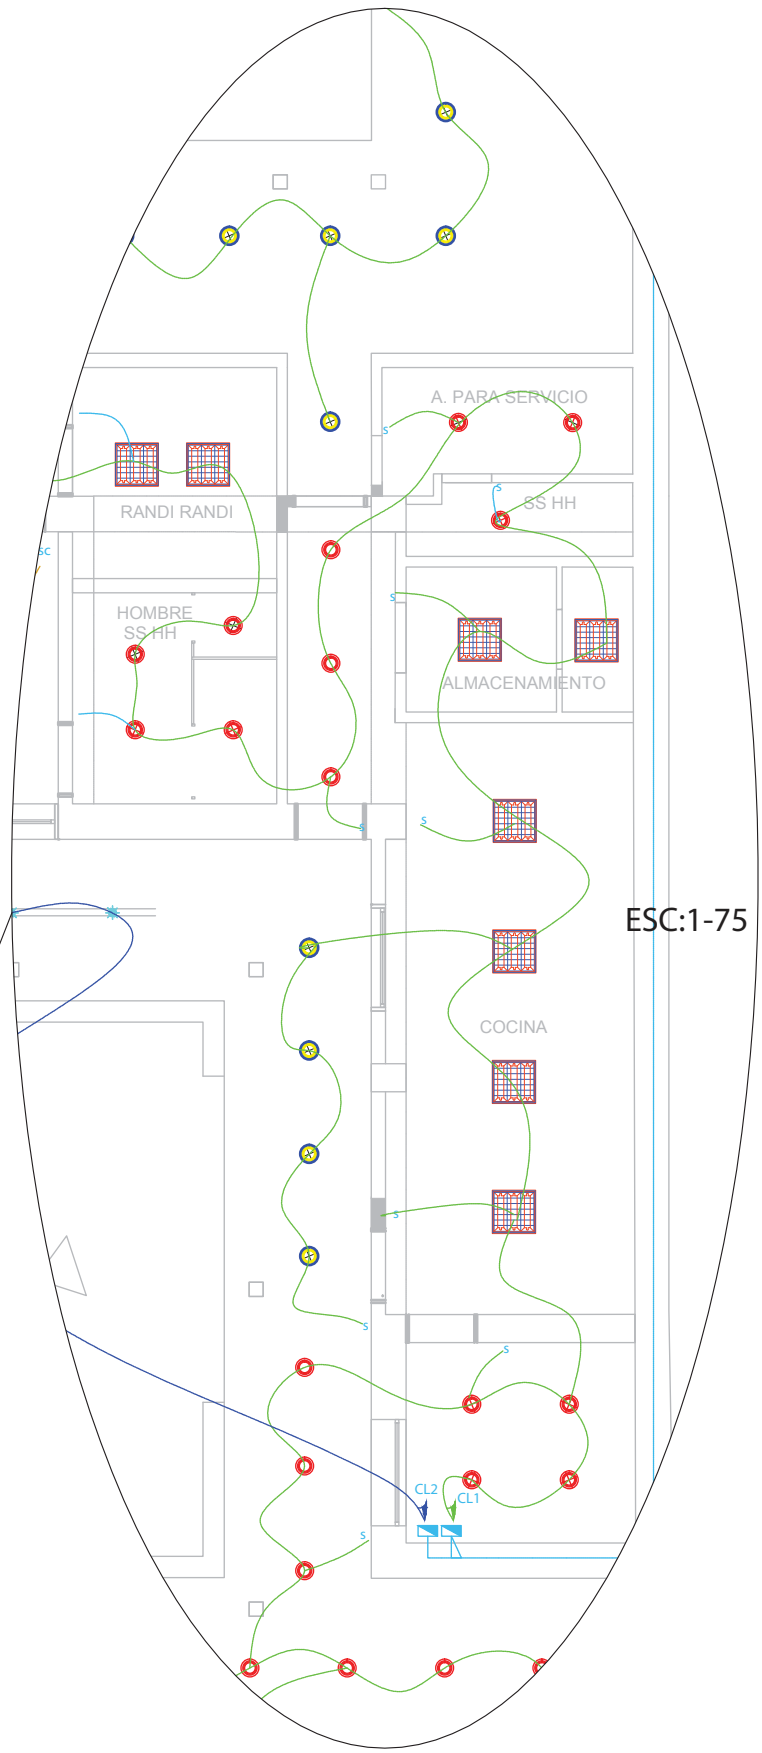 A. PARA SERVICIO
S
S
SS HH
RANDI RANDI
SC
S
HOMBRE
SS HH
ALMACENAMIENTO
S
S
ESC:1-75
COCINA
S
S
S
CL2
CL1
S